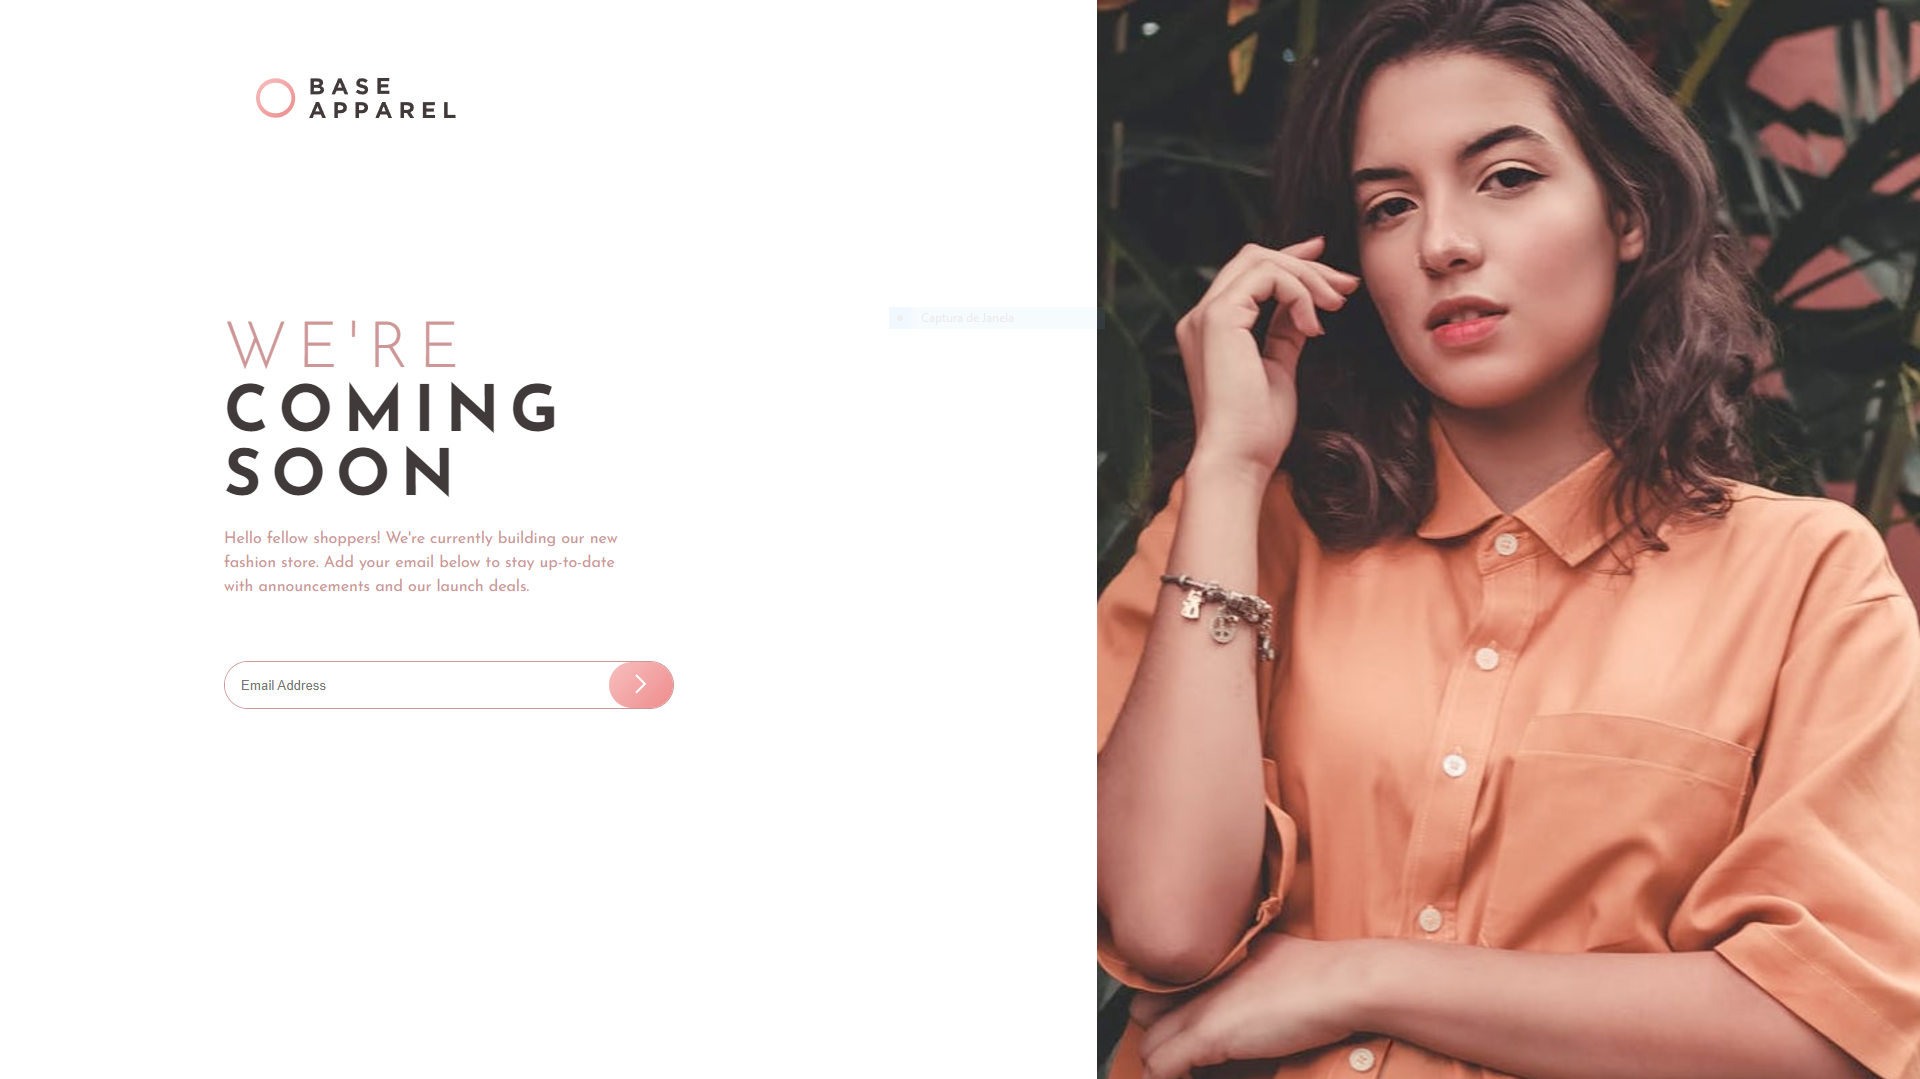 BASE
APPAREL
WE'RE
COMING
SOON
Hello fellow shoppers! We're currently building our new
fashion store. Add your email below to stay up-to-date
with announcements and our launch deals.
Email Address
Captura de Janela